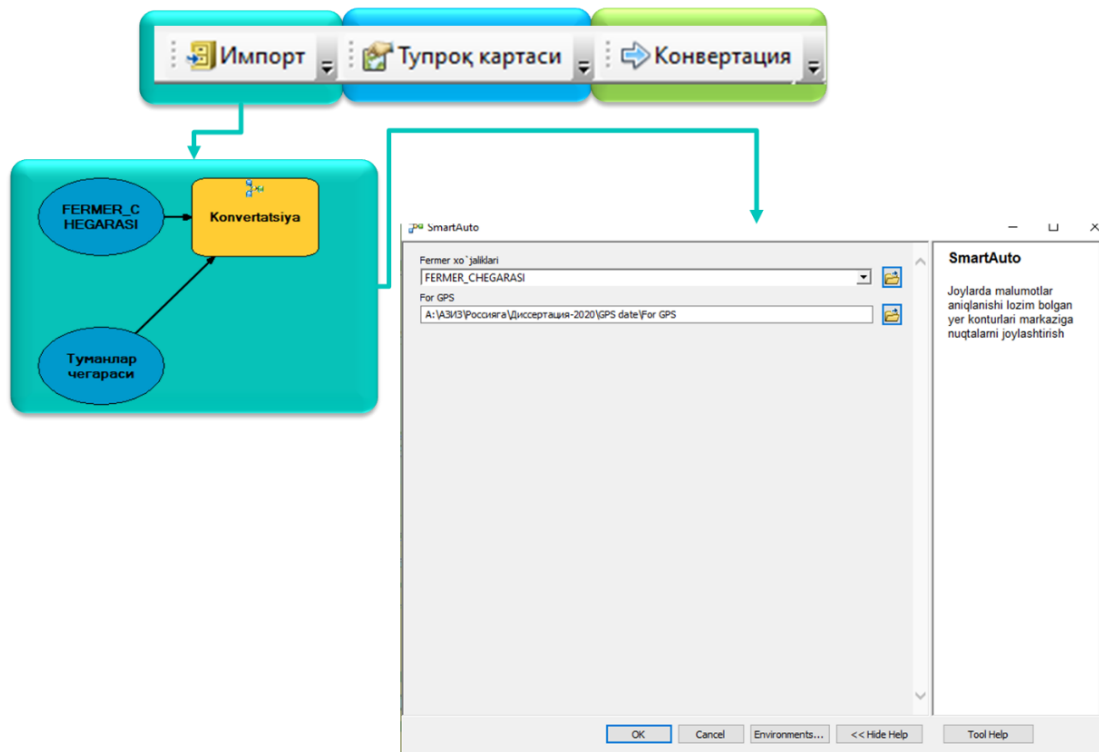 Импорт
Тупроқ картаси
Конвертация
FERMER_C
HEGARASI
Konvertatsiya
Туманлар
чегараси
SmartAuto
Fermer xo`jaliklari
FERMER_CHEGARASI
For GPS
A:\АЗИЗ\Россияга\Диссертация-2020\GPS date\For GPS
SmartAuto
Joylarda malumotlar
aniqlanishi lozim bolgan
yer konturlari markaziga
nuqtalarni joylashtirish
OK
Cancel
Environments...
<< Hide Help
Tool Help